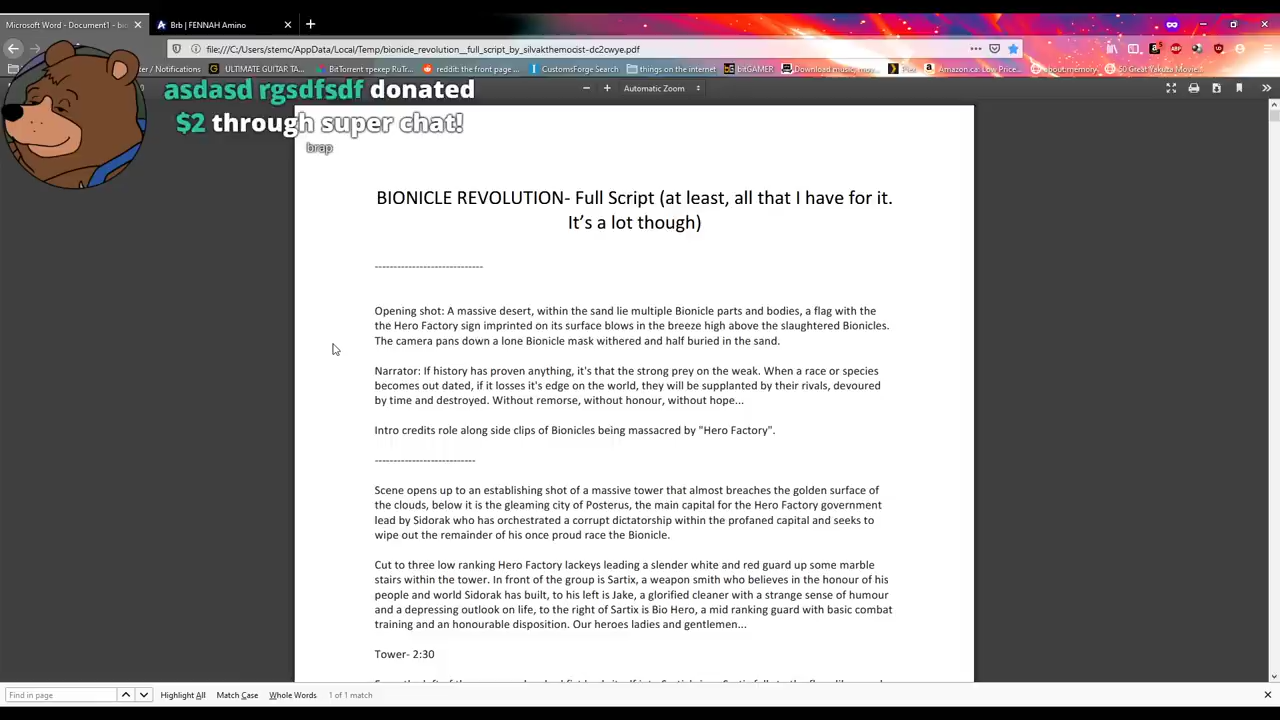 Microsoft Word - Document1 - bio
Brb | FENNAH Amino
file:///C:/Users/stemc/AppData/Local/Temp/bionicle_revolution__full_script_by_silvakthemocist-dc2cwye.pdf
/ Notifications
ULTIMATE GUITAR TA...
BitTorrent трекер RuTr...
reddit: the front page ...
CustomsForge Search
things on the internet
bitGAMER
Download music, mov...
Plex
Amazon.ca: Low Price...
about:memory
50 Great Yakuza Movie...
Automatic Zoom
asdasd rgsdfsdf donated
$2 through super chat!
brap
BIONICLE REVOLUTION- Full Script (at least, all that I have for it.
It’s a lot though)
-----------------------------
Opening shot: A massive desert, within the sand lie multiple Bionicle parts and bodies, a flag with the
the Hero Factory sign imprinted on its surface blows in the breeze high above the slaughtered Bionicles.
The camera pans down a lone Bionicle mask withered and half buried in the sand.
Narrator: If history has proven anything, it's that the strong prey on the weak. When a race or species
becomes out dated, if it losses it's edge on the world, they will be supplanted by their rivals, devoured
by time and destroyed. Without remorse, without honour, without hope...
Intro credits role along side clips of Bionicles being massacred by "Hero Factory".
---------------------------
Scene opens up to an establishing shot of a massive tower that almost breaches the golden surface of
the clouds, below it is the gleaming city of Posterus, the main capital for the Hero Factory government
lead by Sidorak who has orchestrated a corrupt dictatorship within the profaned capital and seeks to
wipe out the remainder of his once proud race the Bionicle.
Cut to three low ranking Hero Factory lackeys leading a slender white and red guard up some marble
stairs within the tower. In front of the group is Sartix, a weapon smith who believes in the honour of his
people and world Sidorak has built, to his left is Jake, a glorified cleaner with a strange sense of humour
and a depressing outlook on life, to the right of Sartix is Bio Hero, a mid ranking guard with basic combat
training and an honourable disposition. Our heroes ladies and gentlemen...
Tower- 2:30
Find in page
Highlight All
Match Case
Whole Words
1 of 1 match